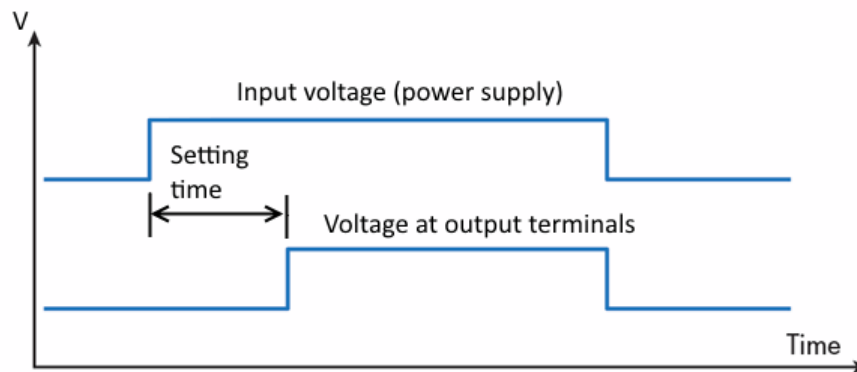 V
Input voltage (power supply)
Setting
time
Voltage at output terminals
Time